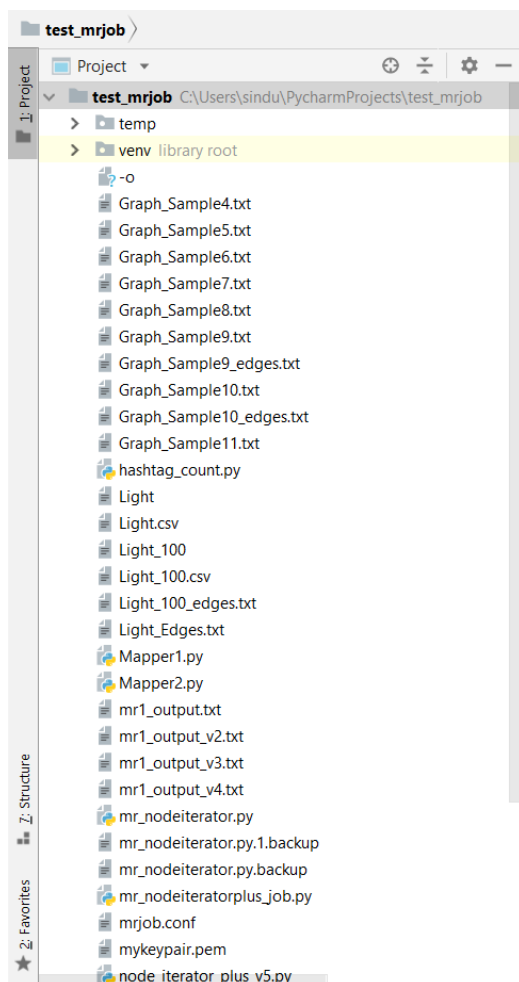 test_mrjob
Project
test_mrjob C:\Users\sindu\PycharmProjects\test_mrjob
temp
venv library root
-o
Graph_Sample4.txt
Graph_Sample5.txt
Graph_Sample6.txt
Graph_Sample7.txt
Graph_Sample8.txt
Graph_Sample9.txt
Graph_Sample9_edges.txt
Graph_Sample10.txt
Graph_Sample10_edges.txt
Graph_Sample11.txt
hashtag_count.py
Light
Light.csv
Light_100
Light_100.csv
Light_100_edges.txt
Light_Edges.txt
Mapper1.py
Mapper2.py
mr1_output.txt
mr1_output_v2.txt
mr1_output_v3.txt
mr1_output_v4.txt
mr_nodeiterator.py
mr_nodeiterator.py.1.backup
mr_nodeiterator.py.backup
mr_nodeiteratorplus_job.py
mrjob.conf
mykeypair.pem
node_iterator_plus_v5.py
1: Project
7: Structure
2: Favorites